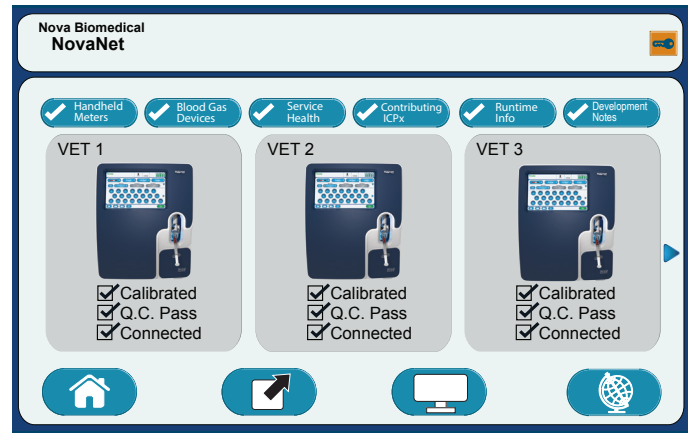 Nova Biomedical
NovaNet
Handheld
Meters
Blood Gas
Devices
Service
Health
Contributing
ICPx
Runtime
Info
Development
Notes
VET 1
VET 2
VET 3
Calibrated
Q.C. Pass
Connected
Calibrated
Q.C. Pass
Connected
Calibrated
Q.C. Pass
Connected